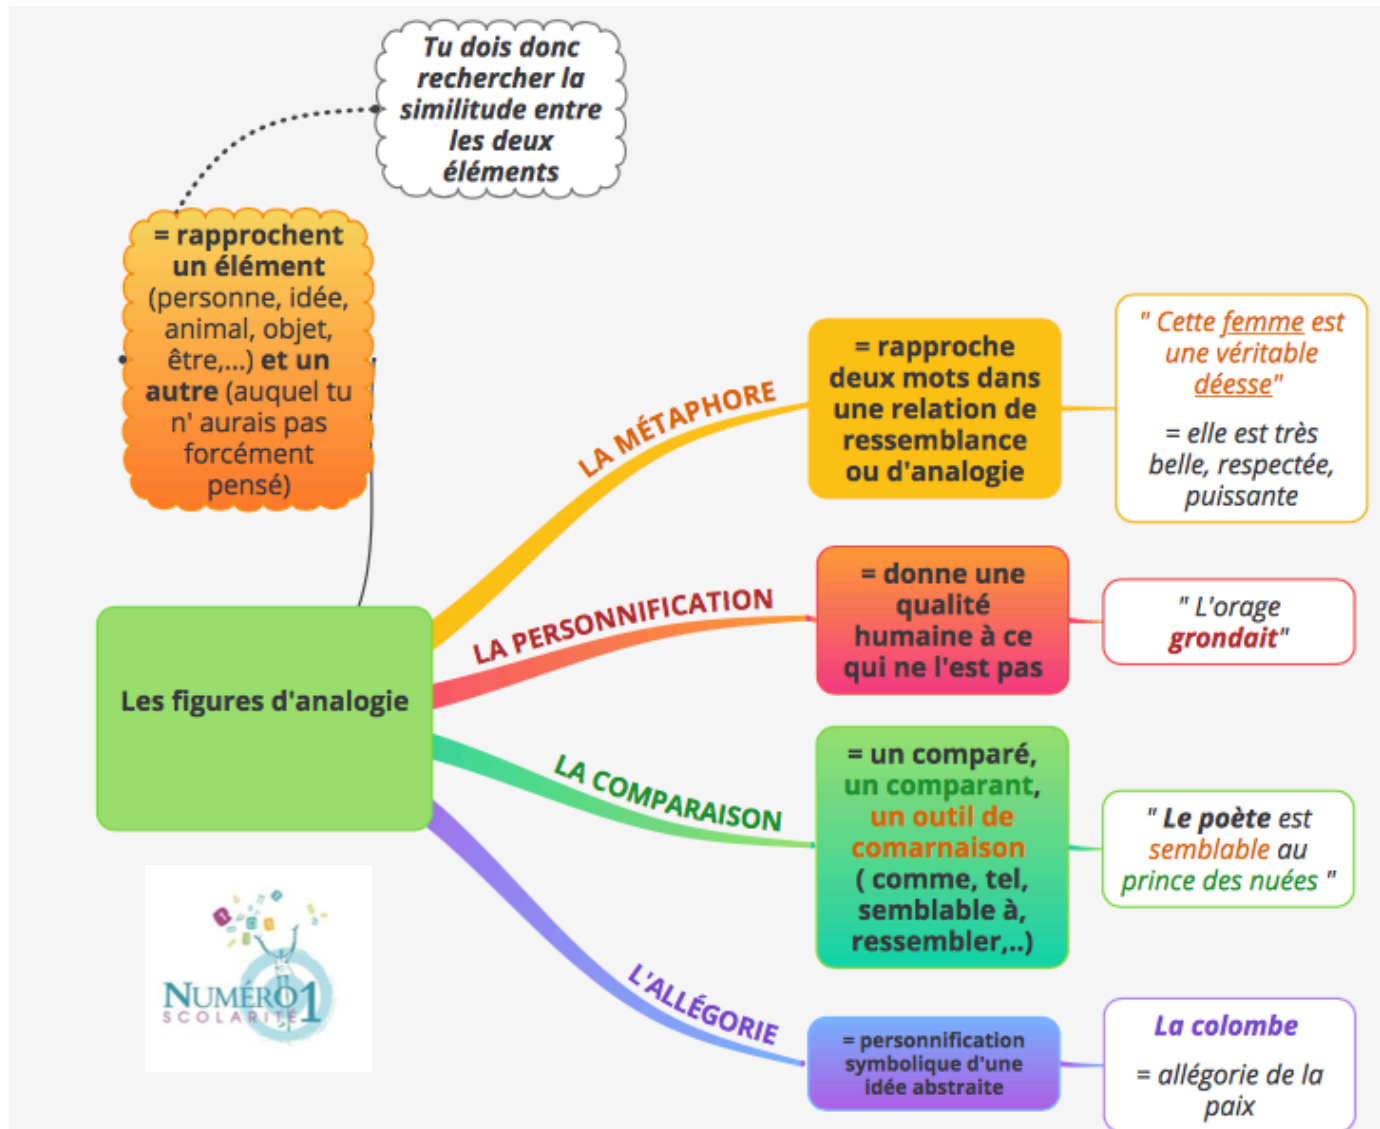 Tu dois donc
rechercher la
similitude entre
les deux
éléments
= rapprochent
un élément
(personne, idée,
animal, objet,
être,...) et un
autre (auquel tu
n' aurais pas
forcément
pensé)
Les figures d'analogie
LA MÉTAPHORE
= rapproche
deux mots dans
une relation de
ressemblance
ou d'analogie
" Cette femme est
une véritable
déesse"
= elle est très
belle, respectée,
puissante
LA PERSONNIFICATION
= donne une
qualité
humaine à ce
qui ne l'est pas
" L'orage
grondait"
LA COMPARAISON
= un comparé,
un comparant,
un outil de
comarnaison
( comme, tel,
semblable à,
ressembler,..)
" Le poète est
semblable au
prince des nuées "
L'ALLÉGORIE
= personnification
symbolique d'une
idée abstraite
La colombe
= allégorie de la
paix
NUMÉRO1
SCOLARITÉ